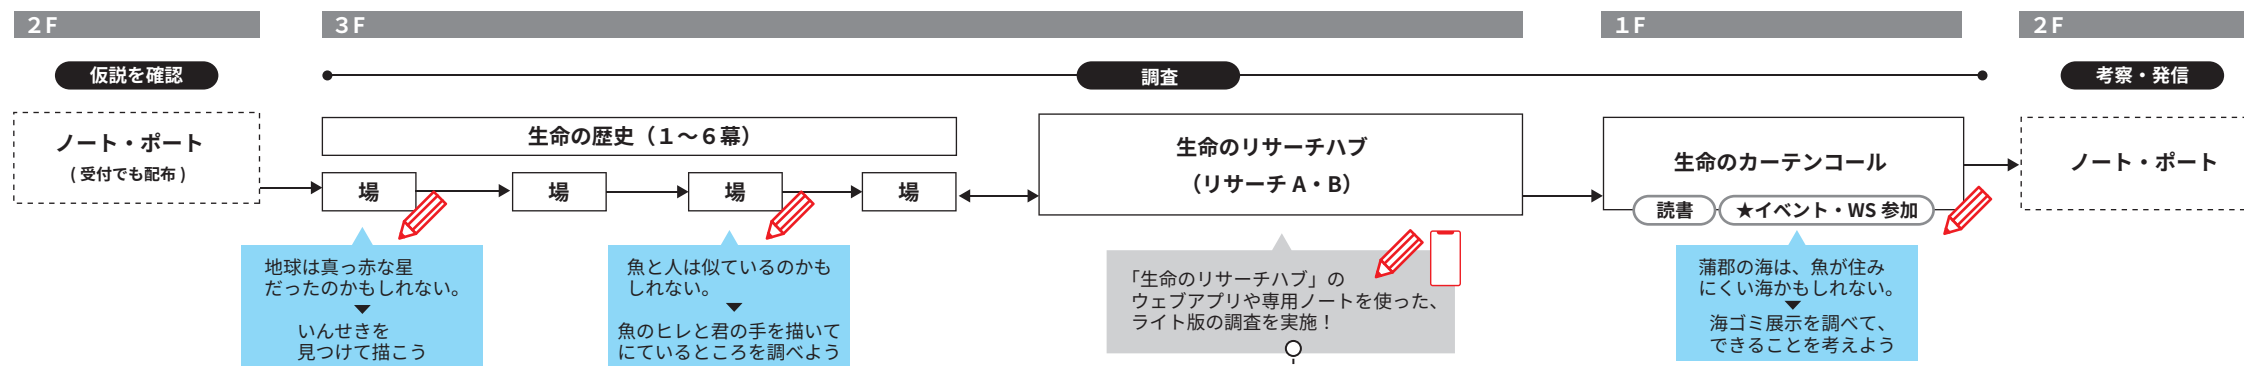 2F
3F
1F
2F
仮説を確認
調査
考察・発信
ノート・ポート
(受付でも配布)
生命の歴史（１〜６幕）
場
場
場
場
生命のリサーチハブ
（リサーチ A・B）
生命のカーテンコール
読書
★イベント・WS 参加
ノート・ポート
地球は真っ赤な星
だったのかもしれない。
いんせきを
見つけて描こう
魚と人は似ているのかも
しれない。
魚のヒレと君の手を描いて
にているところを調べよう
「生命のリサーチハブ」の
ウェブアプリや専用ノートを使った、
ライト版の調査を実施！
蒲郡の海は、魚が住み
にくい海かもしれない。
海ゴミ展示を調べて、
できることを考えよう